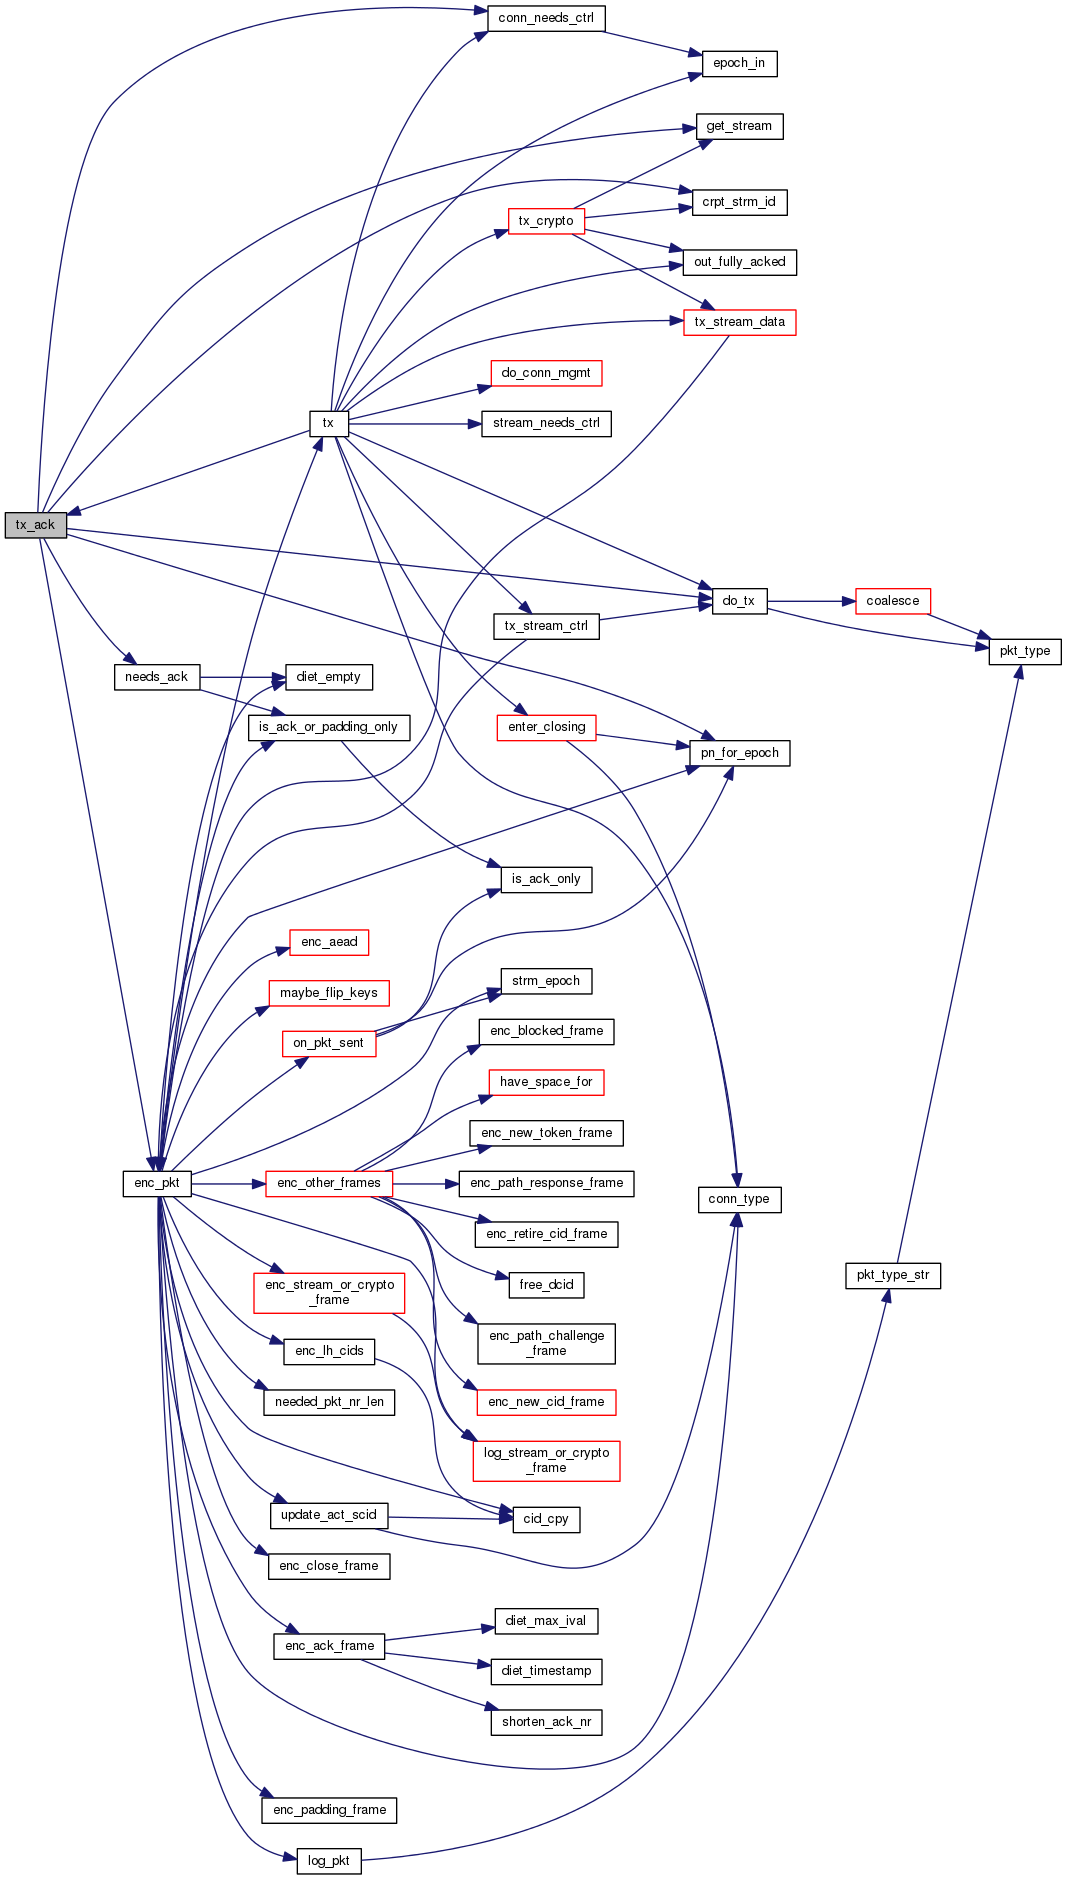 conn_needs_ctrl
epoch_in
get_stream
crpt_strm_id
tx_crypto
out_fully_acked
tx_stream_data
do_conn_mgmt
tx
stream_needs_ctrl
tx_ack
do_tx
coalesce
tx_stream_ctrl
pkt_type
needs_ack
diet_empty
is_ack_or_padding_only
enter_closing
pn_for_epoch
is_ack_only
enc_aead
maybe_flip_keys
strm_epoch
on_pkt_sent
enc_blocked_frame
have_space_for
enc_new_token_frame
enc_pkt
enc_other_frames
enc_path_response_frame
conn_type
enc_retire_cid_frame
pkt_type_str
free_dcid
enc_stream_or_crypto
_frame
enc_path_challenge
_frame
enc_lh_cids
needed_pkt_nr_len
enc_new_cid_frame
log_stream_or_crypto
_frame
update_act_scid
cid_cpy
enc_close_frame
diet_max_ival
enc_ack_frame
diet_timestamp
shorten_ack_nr
enc_padding_frame
log_pkt